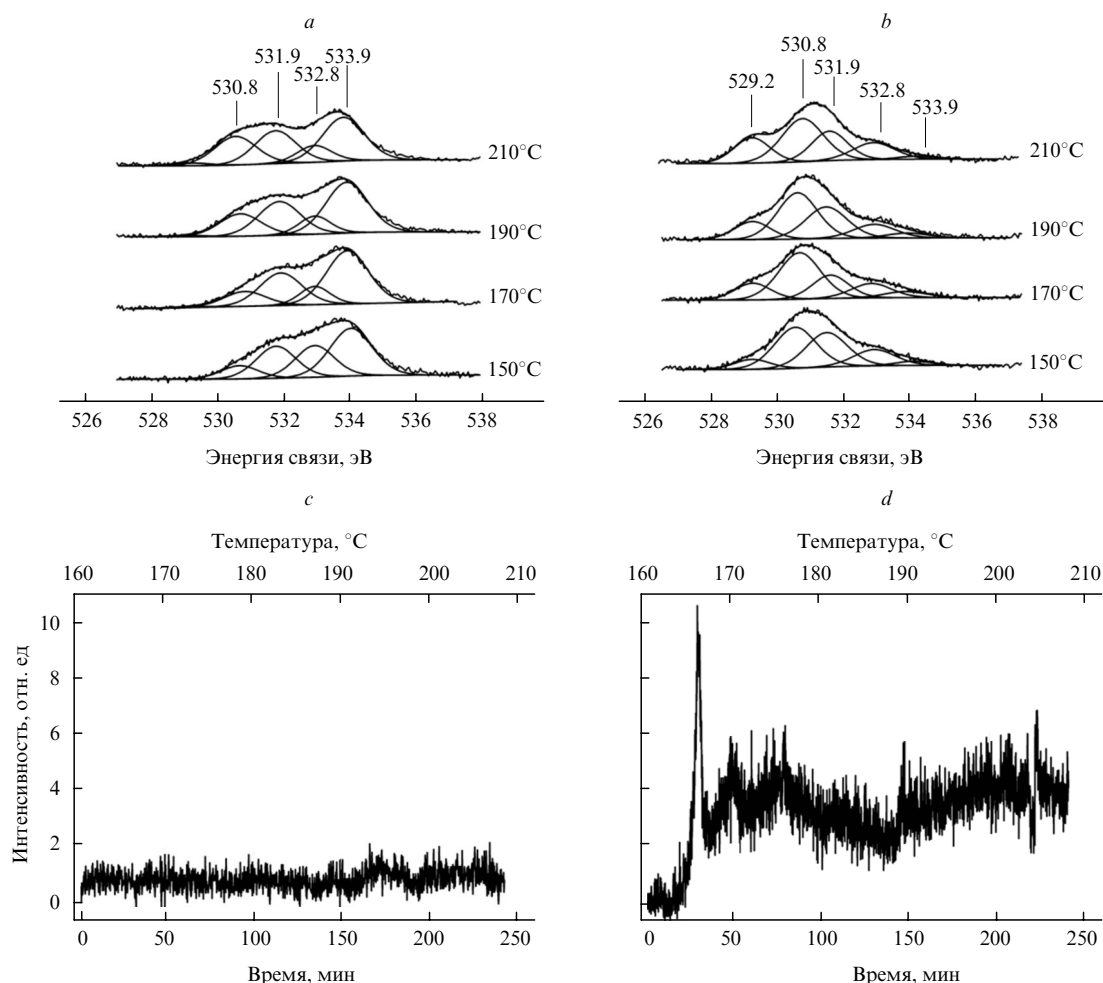 a
530.8
531.9
532.8
533.9
210°C
190°C
170°C
150°C
526
528
530
532
534
536
538
Энергия связи, эВ
b
529.2
530.8
531.9
532.8
533.9
210°C
190°C
170°C
150°C
526
528
530
532
534
536
538
Энергия связи, эВ
c
Температура, °C
160
170
180
190
200
210
Интенсивность, отн. ед
10
8
6
4
2
0
0
50
100
150
200
250
Время, мин
d
Температура, °C
160
170
180
190
200
210
0
50
100
150
200
250
Время, мин